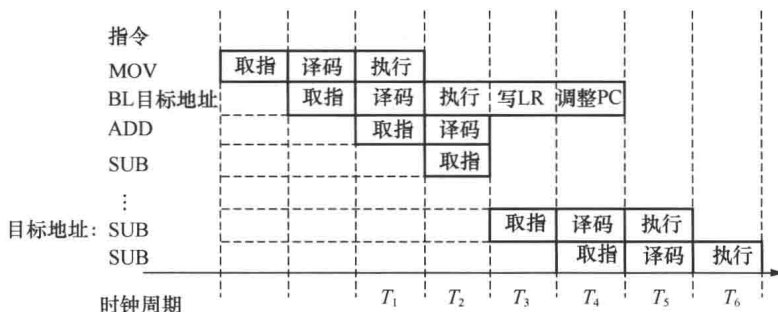 指令
MOV 取指 译码 执行
BL目标地址 取指 译码 执行 写LR 调整PC
ADD 取指 译码
SUB 取指
⋮
目标地址: SUB 取指 译码 执行
SUB 取指 译码 执行
时钟周期 T1 T2 T3 T4 T5 T6